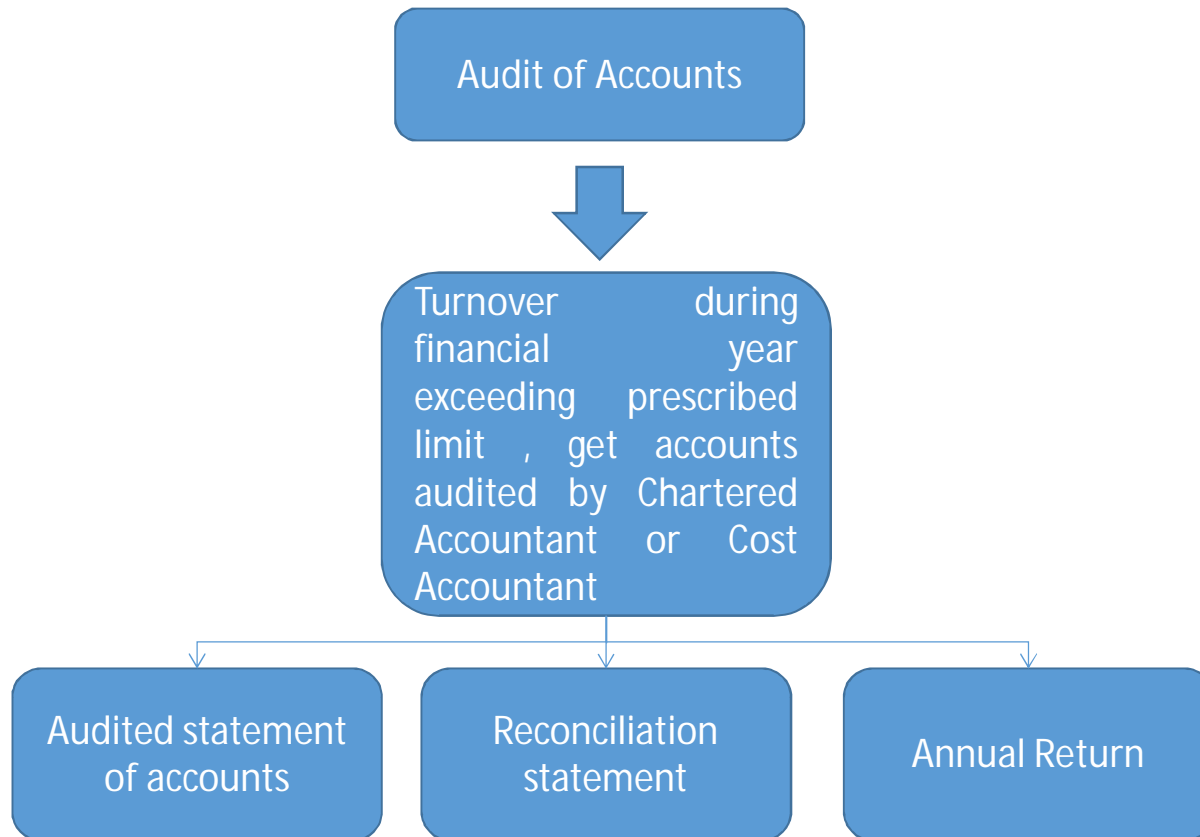 Audit of Accounts
Turnover during
financial year
exceeding prescribed
limit , get accounts
audited by Chartered
Accountant or Cost
Accountant
Audited statement
of accounts
Reconciliation
statement
Annual Return